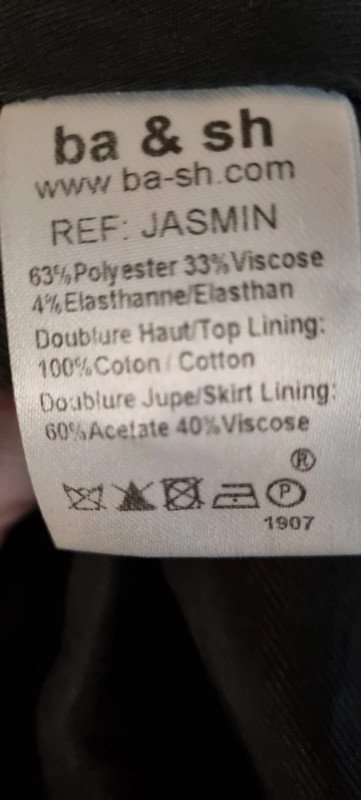 ba & sh
www ba-sh.com
REF: JASMIN
63%Polyester 33%Viscose
4%Elasthanne/Elasthan
Doublure Haut/Top Lining:
100%Coton / Cotton
Doublure Jupe/Skirt Lining:
60%Acetate 40%Viscose
®
P
1907